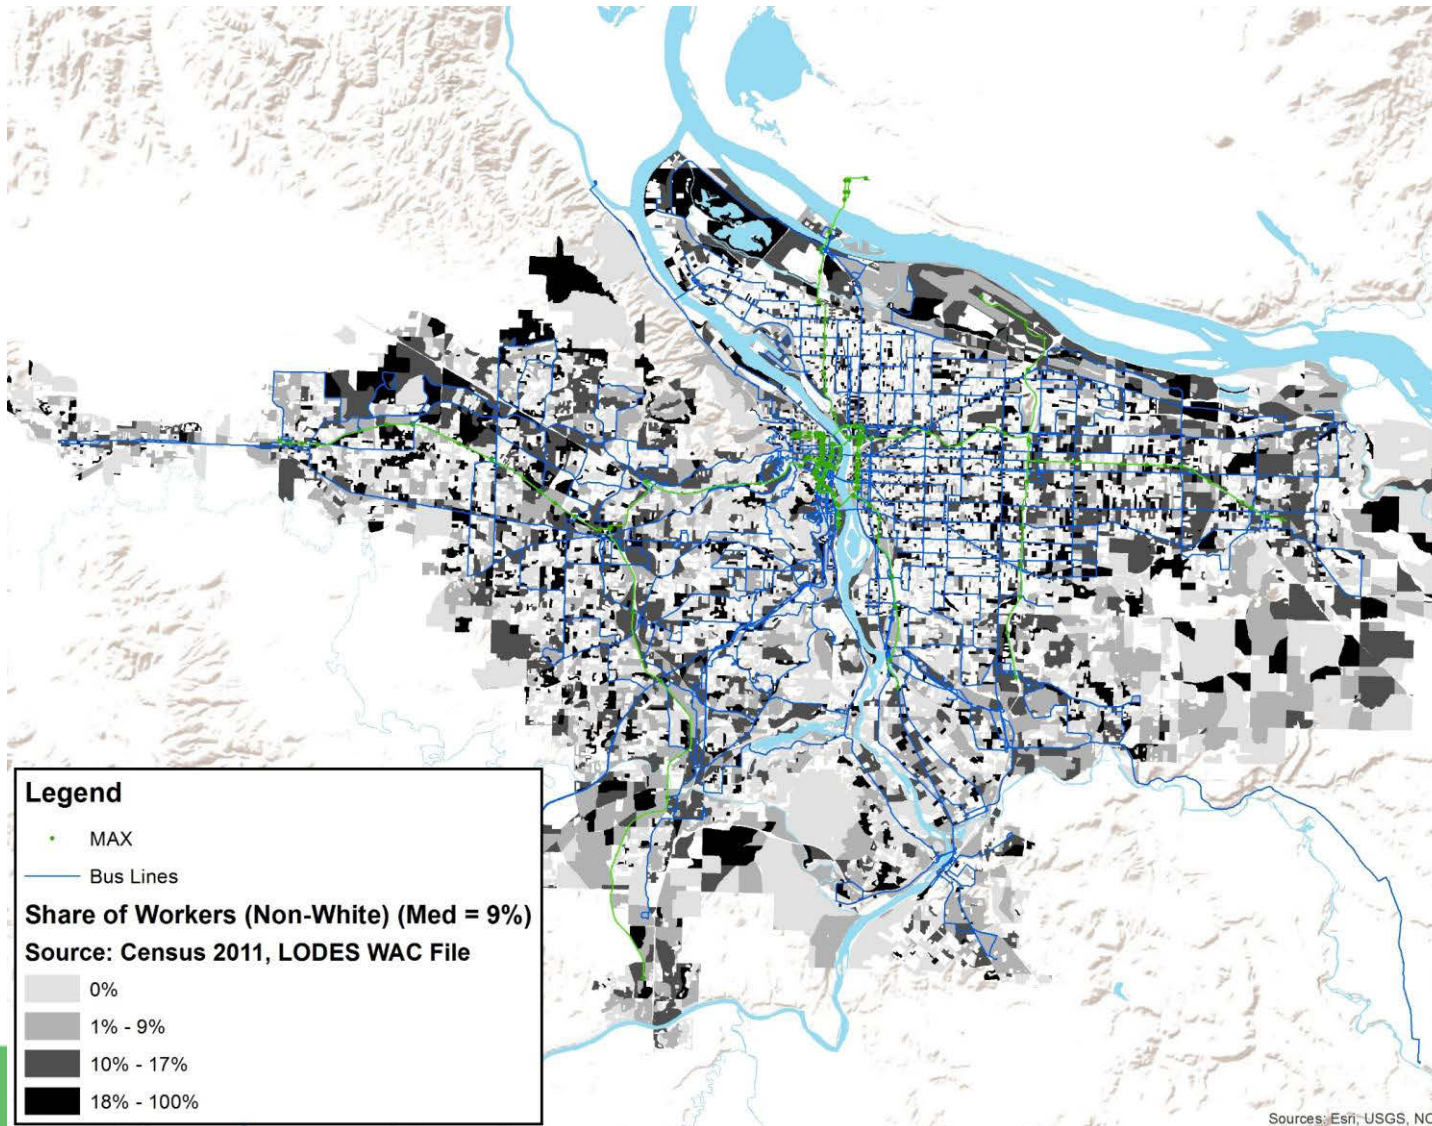 Legend
MAX
Bus Lines
Share of Workers (Non-White) (Med = 9%)
Source: Census 2011, LODES WAC File
0%
1% - 9%
10% - 17%
18% - 100%
Sources: Esri, USGS, NO